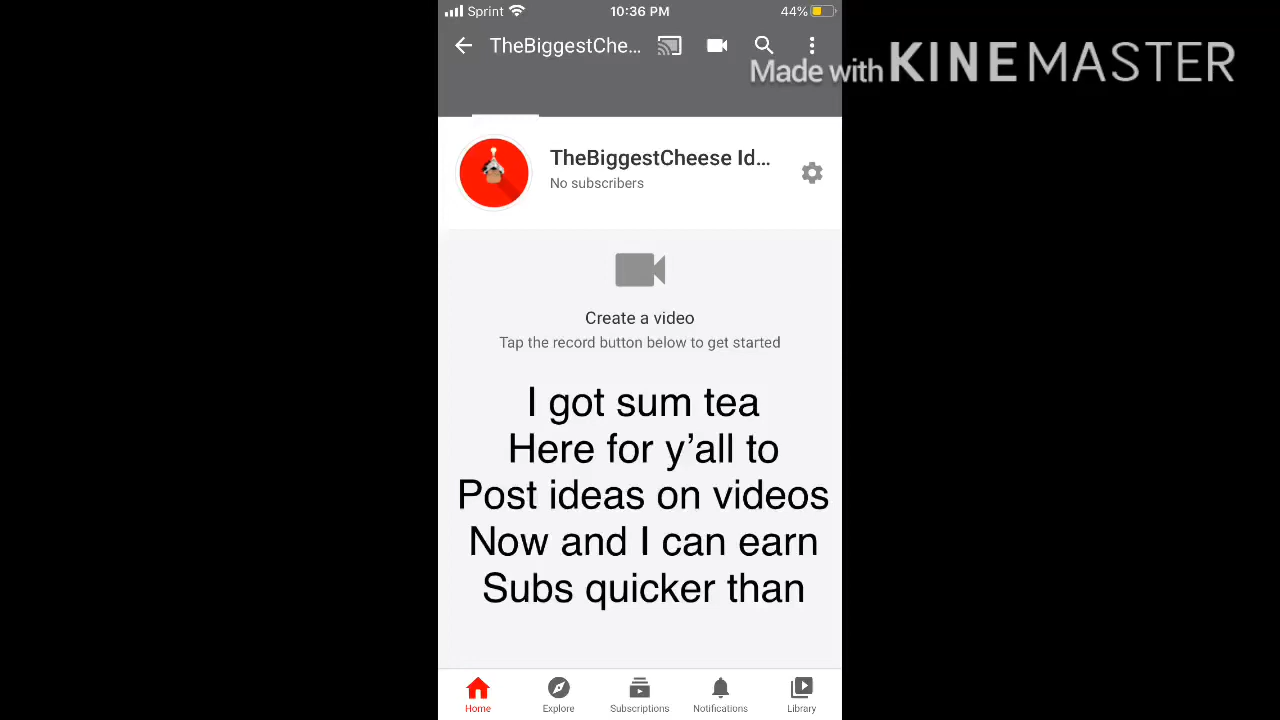 Sprint 10:36 PM 44%
TheBiggestChe...
Made with KINEMASTER
TheBiggestCheese Id...
No subscribers
Create a video
Tap the record button below to get started
I got sum tea
Here for y’all to
Post ideas on videos
Now and I can earn
Subs quicker than
Home Explore Subscriptions Notifications Library